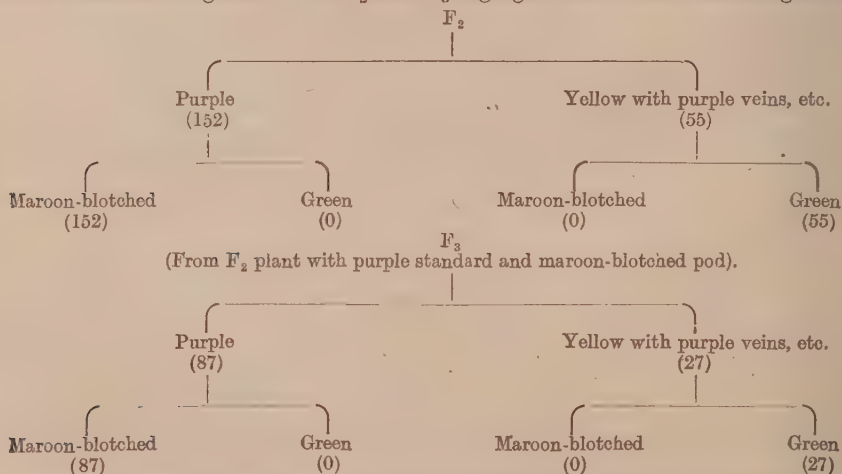 F₂
Purple Yellow with purple veins, etc.
(152) (55)
Maroon-blotched Green Maroon-blotched Green
(152) (0) (0) (55)
F₃
(From F₂ plant with purple standard and maroon-blotched pod).
Purple Yellow with purple veins, etc.
(87) (27)
Maroon-blotched Green Maroon-blotched Green
(87) (0) (0) (27)